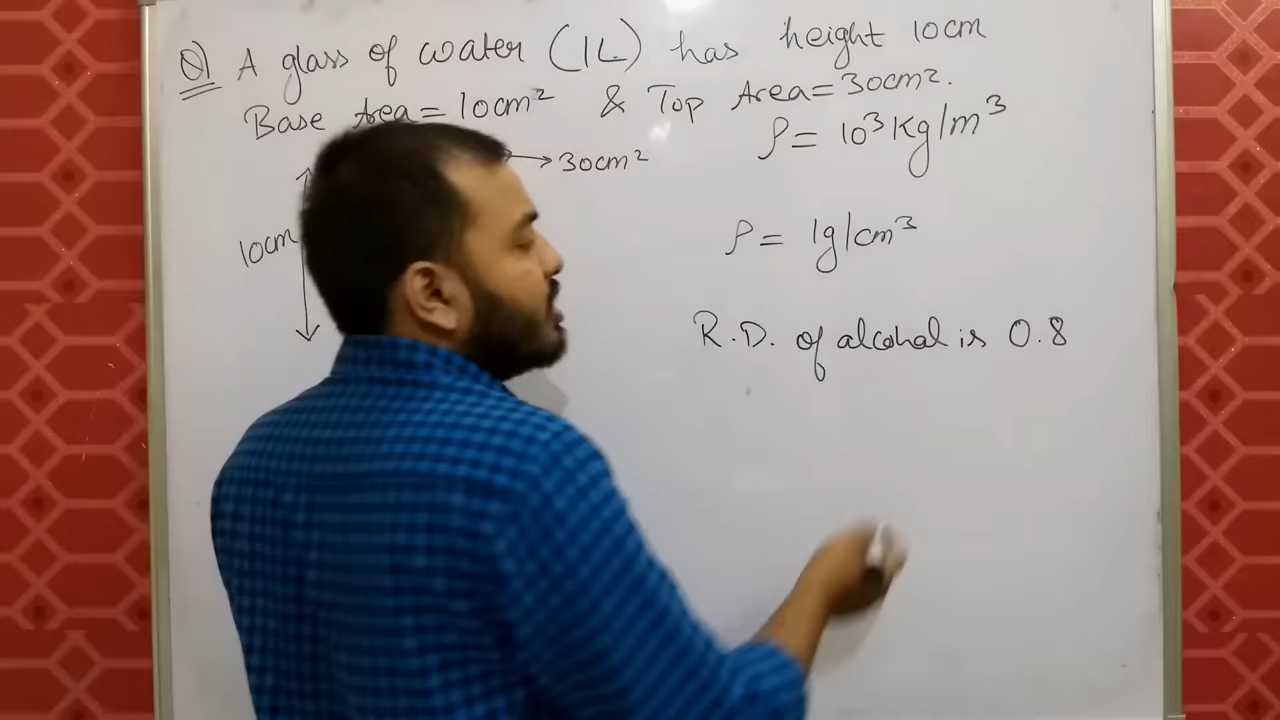 Q1 A glass of water (1L) has height 10cm
Base Area = 10cm² & Top Area = 30cm².
ρ = 10³ Kg/m³
30cm²
10cm
ρ = 1g/cm³
R.D. of alcohal is 0.8